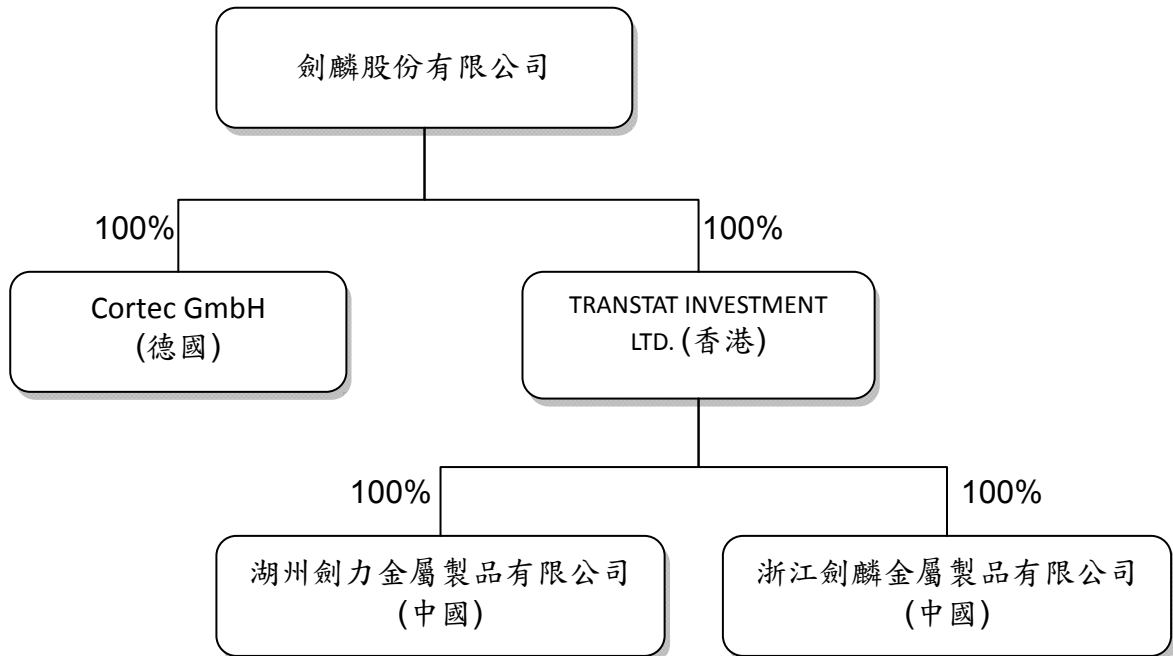 劍麟股份有限公司
100%
100%
Cortec GmbH
(德國)
TRANSTAT INVESTMENT
LTD. (香港)
100%
100%
湖州劍力金屬製品有限公司
(中國)
浙江劍麟金屬製品有限公司
(中國)